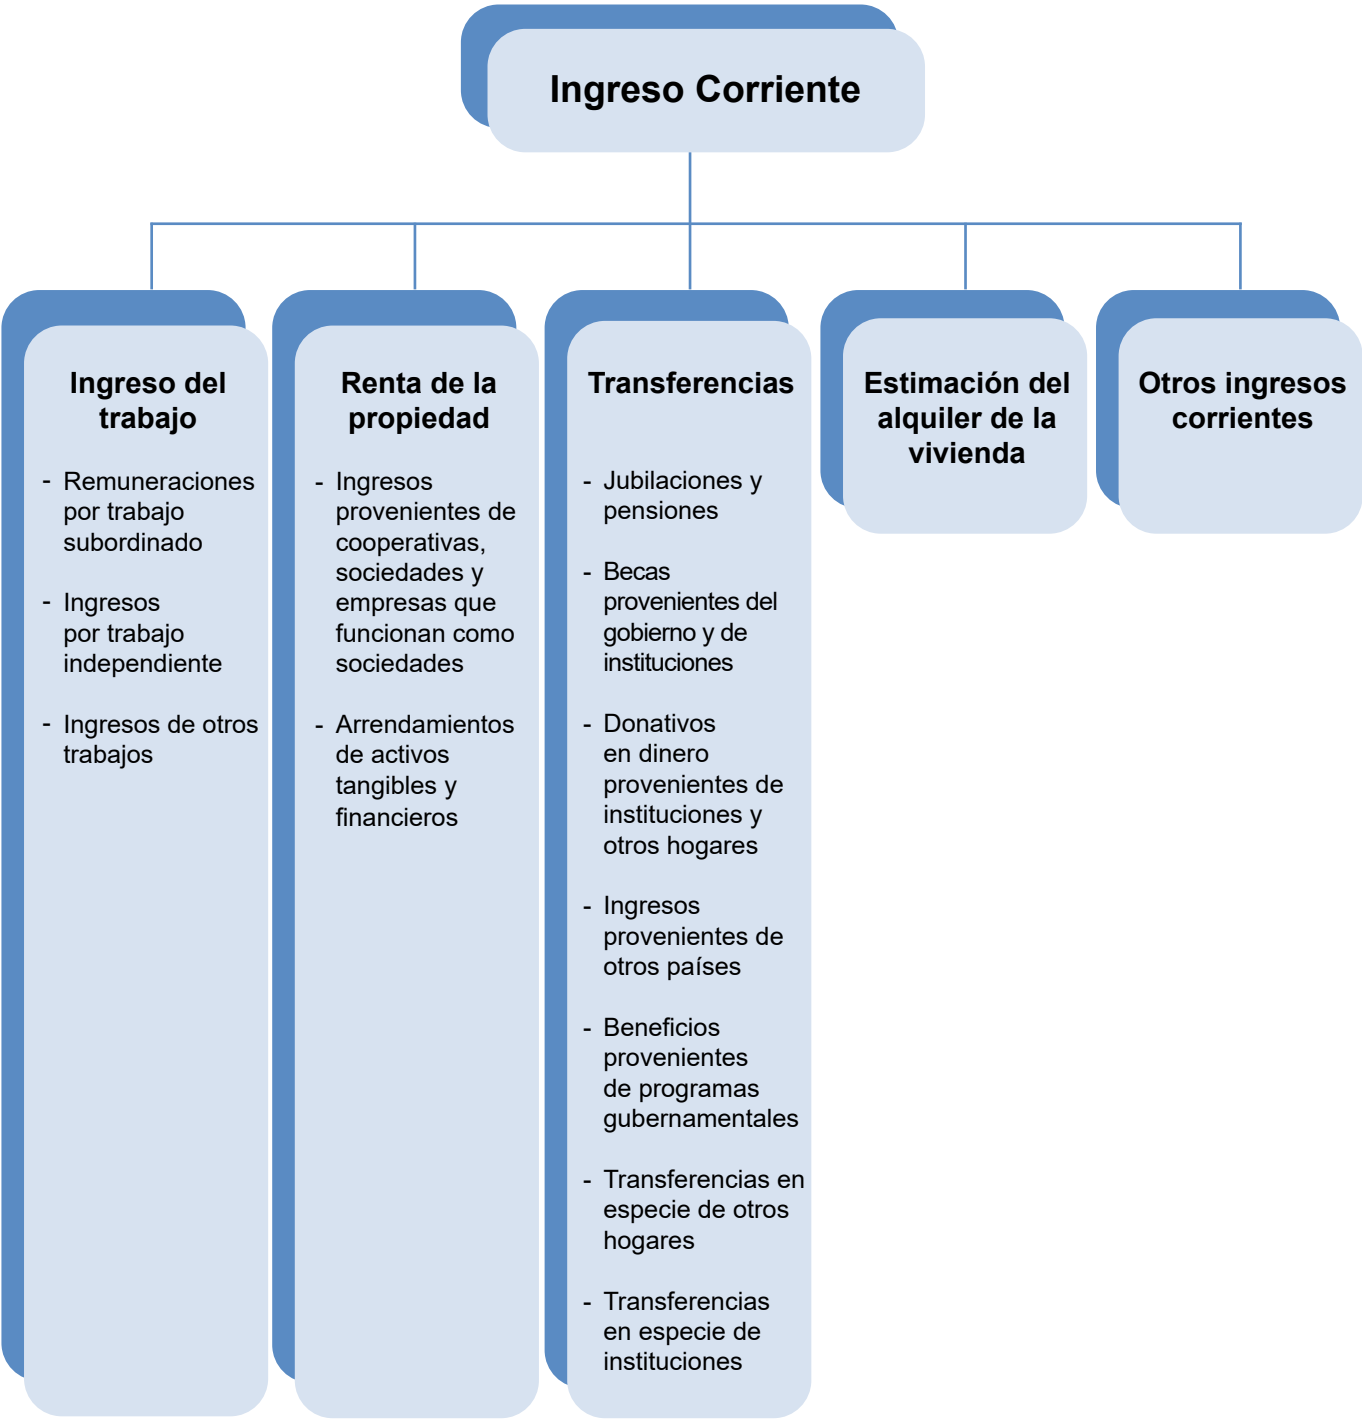 Ingreso Corriente
Ingreso del
trabajo
- Remuneraciones
por trabajo
subordinado
- Ingresos
por trabajo
independiente
- Ingresos de otros
trabajos
Renta de la
propiedad
- Ingresos
provenientes de
cooperativas,
sociedades y
empresas que
funcionan como
sociedades
- Arrendamientos
de activos
tangibles y
financieros
Transferencias
- Jubilaciones y
pensiones
- Becas
provenientes del
gobierno y de
instituciones
- Donativos
en dinero
provenientes de
instituciones y
otros hogares
- Ingresos
provenientes de
otros países
- Beneficios
provenientes
de programas
gubernamentales
- Transferencias en
especie de otros
hogares
- Transferencias
en especie de
instituciones
Estimación del
alquiler de la
vivienda
Otros ingresos
corrientes